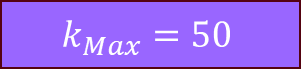 k_Max = 50